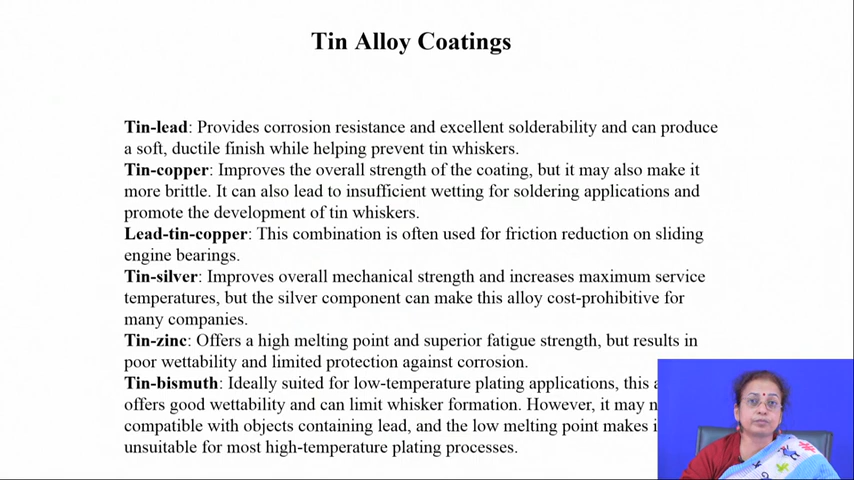 Tin Alloy Coatings
Tin-lead: Provides corrosion resistance and excellent solderability and can produce
a soft, ductile finish while helping prevent tin whiskers.
Tin-copper: Improves the overall strength of the coating, but it may also make it
more brittle. It can also lead to insufficient wetting for soldering applications and
promote the development of tin whiskers.
Lead-tin-copper: This combination is often used for friction reduction on sliding
engine bearings.
Tin-silver: Improves overall mechanical strength and increases maximum service
temperatures, but the silver component can make this alloy cost-prohibitive for
many companies.
Tin-zinc: Offers a high melting point and superior fatigue strength, but results in
poor wettability and limited protection against corrosion.
Tin-bismuth: Ideally suited for low-temperature plating applications, this
offers good wettability and can limit whisker formation. However, it may
compatible with objects containing lead, and the low melting point makes
unsuitable for most high-temperature plating processes.